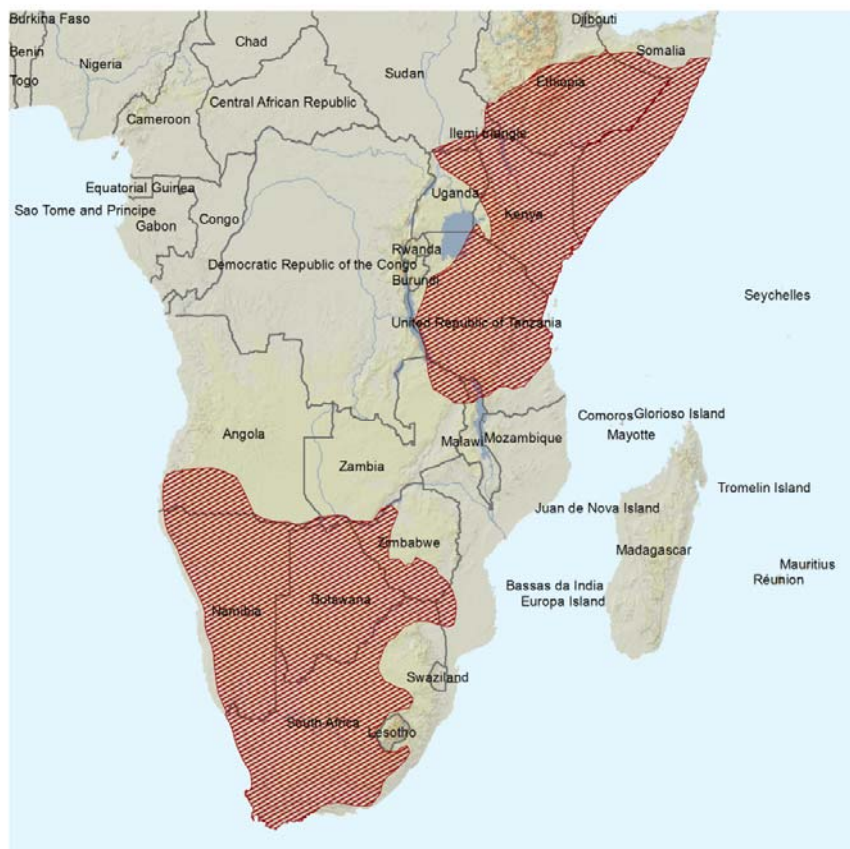 Burkina Faso
Djibouti
Chad
Somalia
Benin
Nigeria
Sudan
Togo
Ethiopia
Central African Republic
Cameroon
Ilemi triangle
Equatorial Guinea
Uganda
Sao Tome and Principe
Congo
Kenya
Gabon
Rwanda
Democratic Republic of the Congo
Burundi
Seychelles
United Republic of Tanzania
Comoros
Glorioso Island
Mayotte
Angola
Malawi
Mozambique
Zambia
Tromelin Island
Juan de Nova Island
Zimbabwe
Madagascar
Mauritius
Réunion
Bassas da India
Botswana
Europa Island
Namibia
Swaziland
South Africa
Lesotho